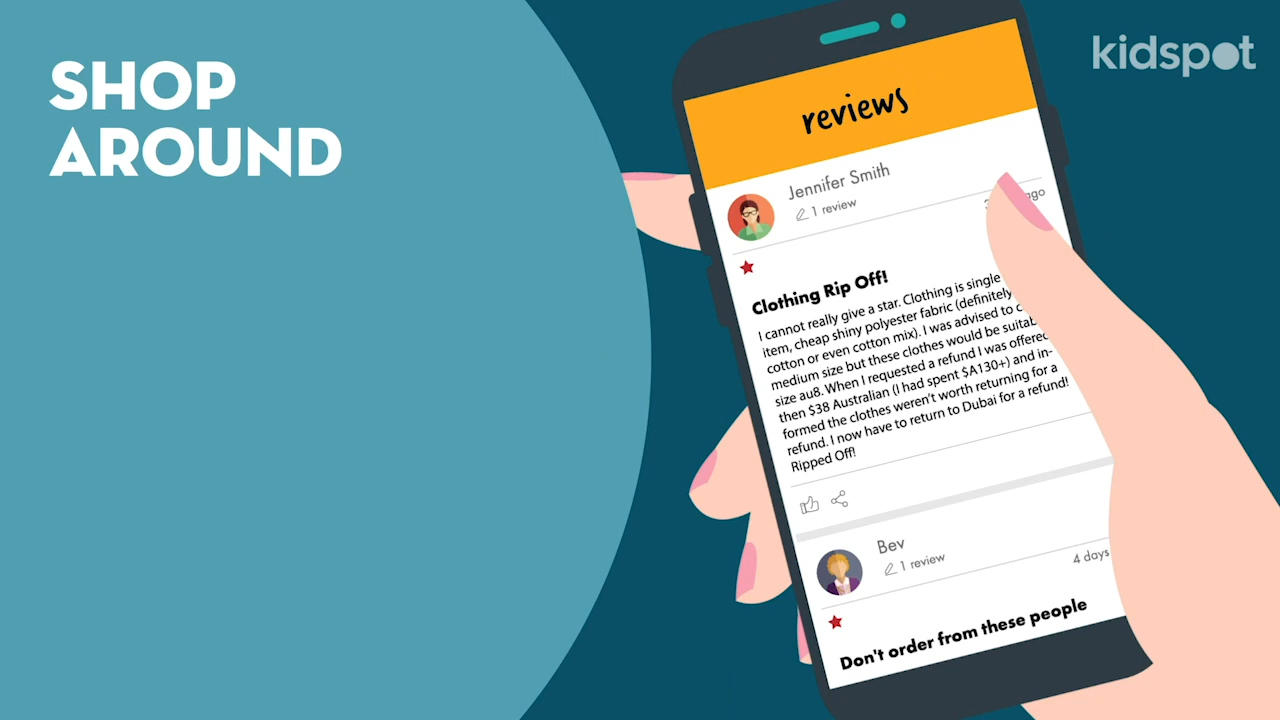 SHOP
AROUND
kidspot
reviews
Jennifer Smith
1 review
ago
Clothing Rip Off!
I cannot really give a star. Clothing is single
item, cheap shiny polyester fabric (definitely
cotton or even cotton mix). I was advised to
medium size but these clothes would be
size au8. When I requested a refund I was offered
then $38 Australian (I had spent $A130+) and in-
formed the clothes weren't worth returning for a
refund. I now have to return to Dubai for a refund!
Ripped Off!
Bev
1 review
4 days
Don't order from these people